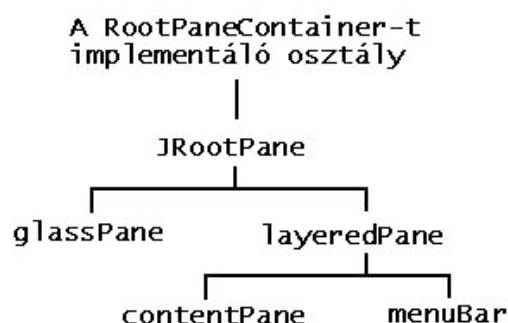 A RootPaneContainer-t
implementáló osztály
JRootPane
glassPane
layeredPane
contentPane
menuBar